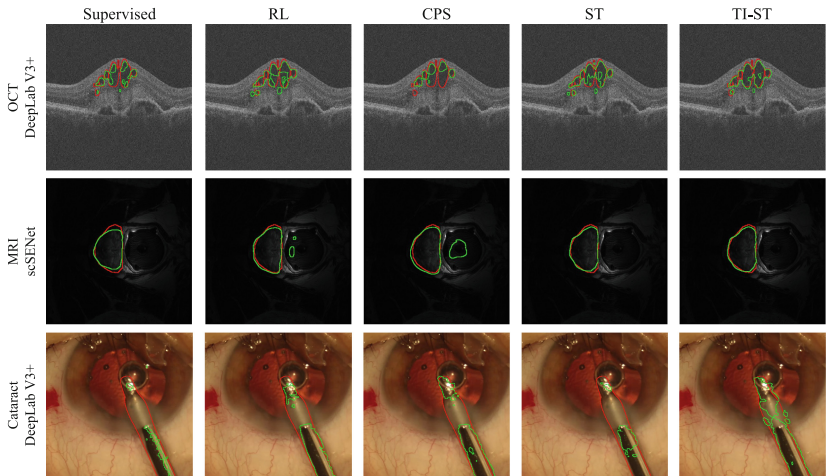 Supervised RL CPS ST TI-ST
OCT
DeepLab V3+
MRI
scSENet
Cataract
DeepLab V3+